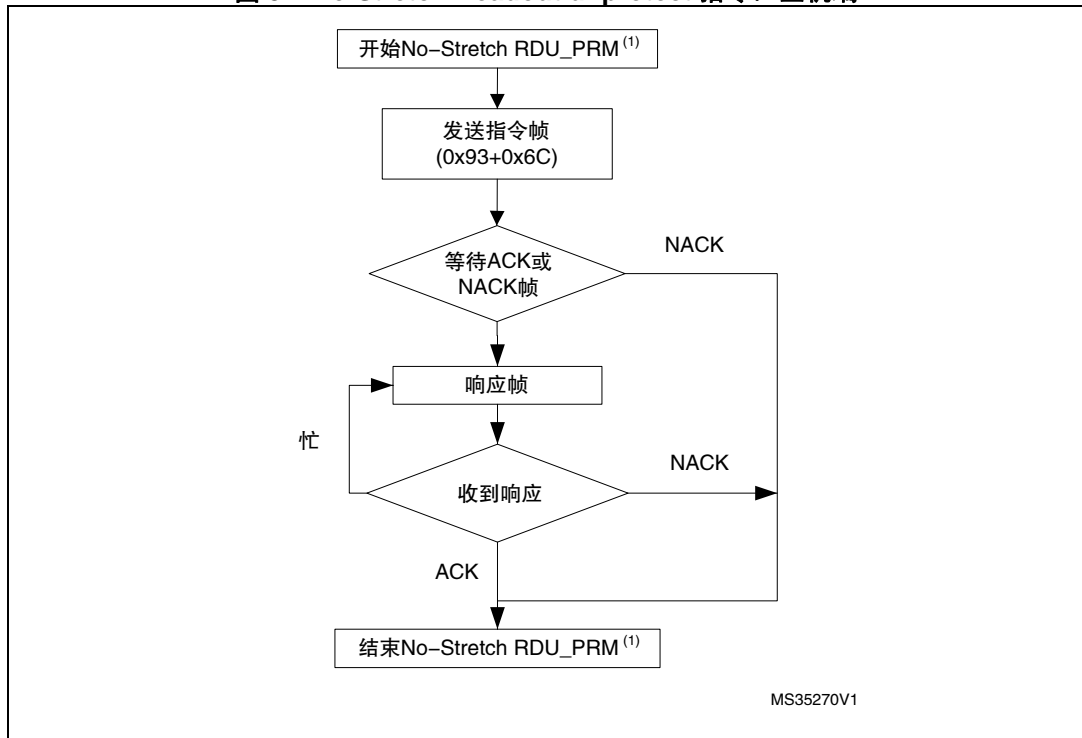 开始No–Stretch RDU_PRM (1)
发送指令帧
(0x93+0x6C)
等待ACK或
NACK帧
NACK
响应帧
忙
收到响应
NACK
ACK
结束No–Stretch RDU_PRM (1)
MS35270V1